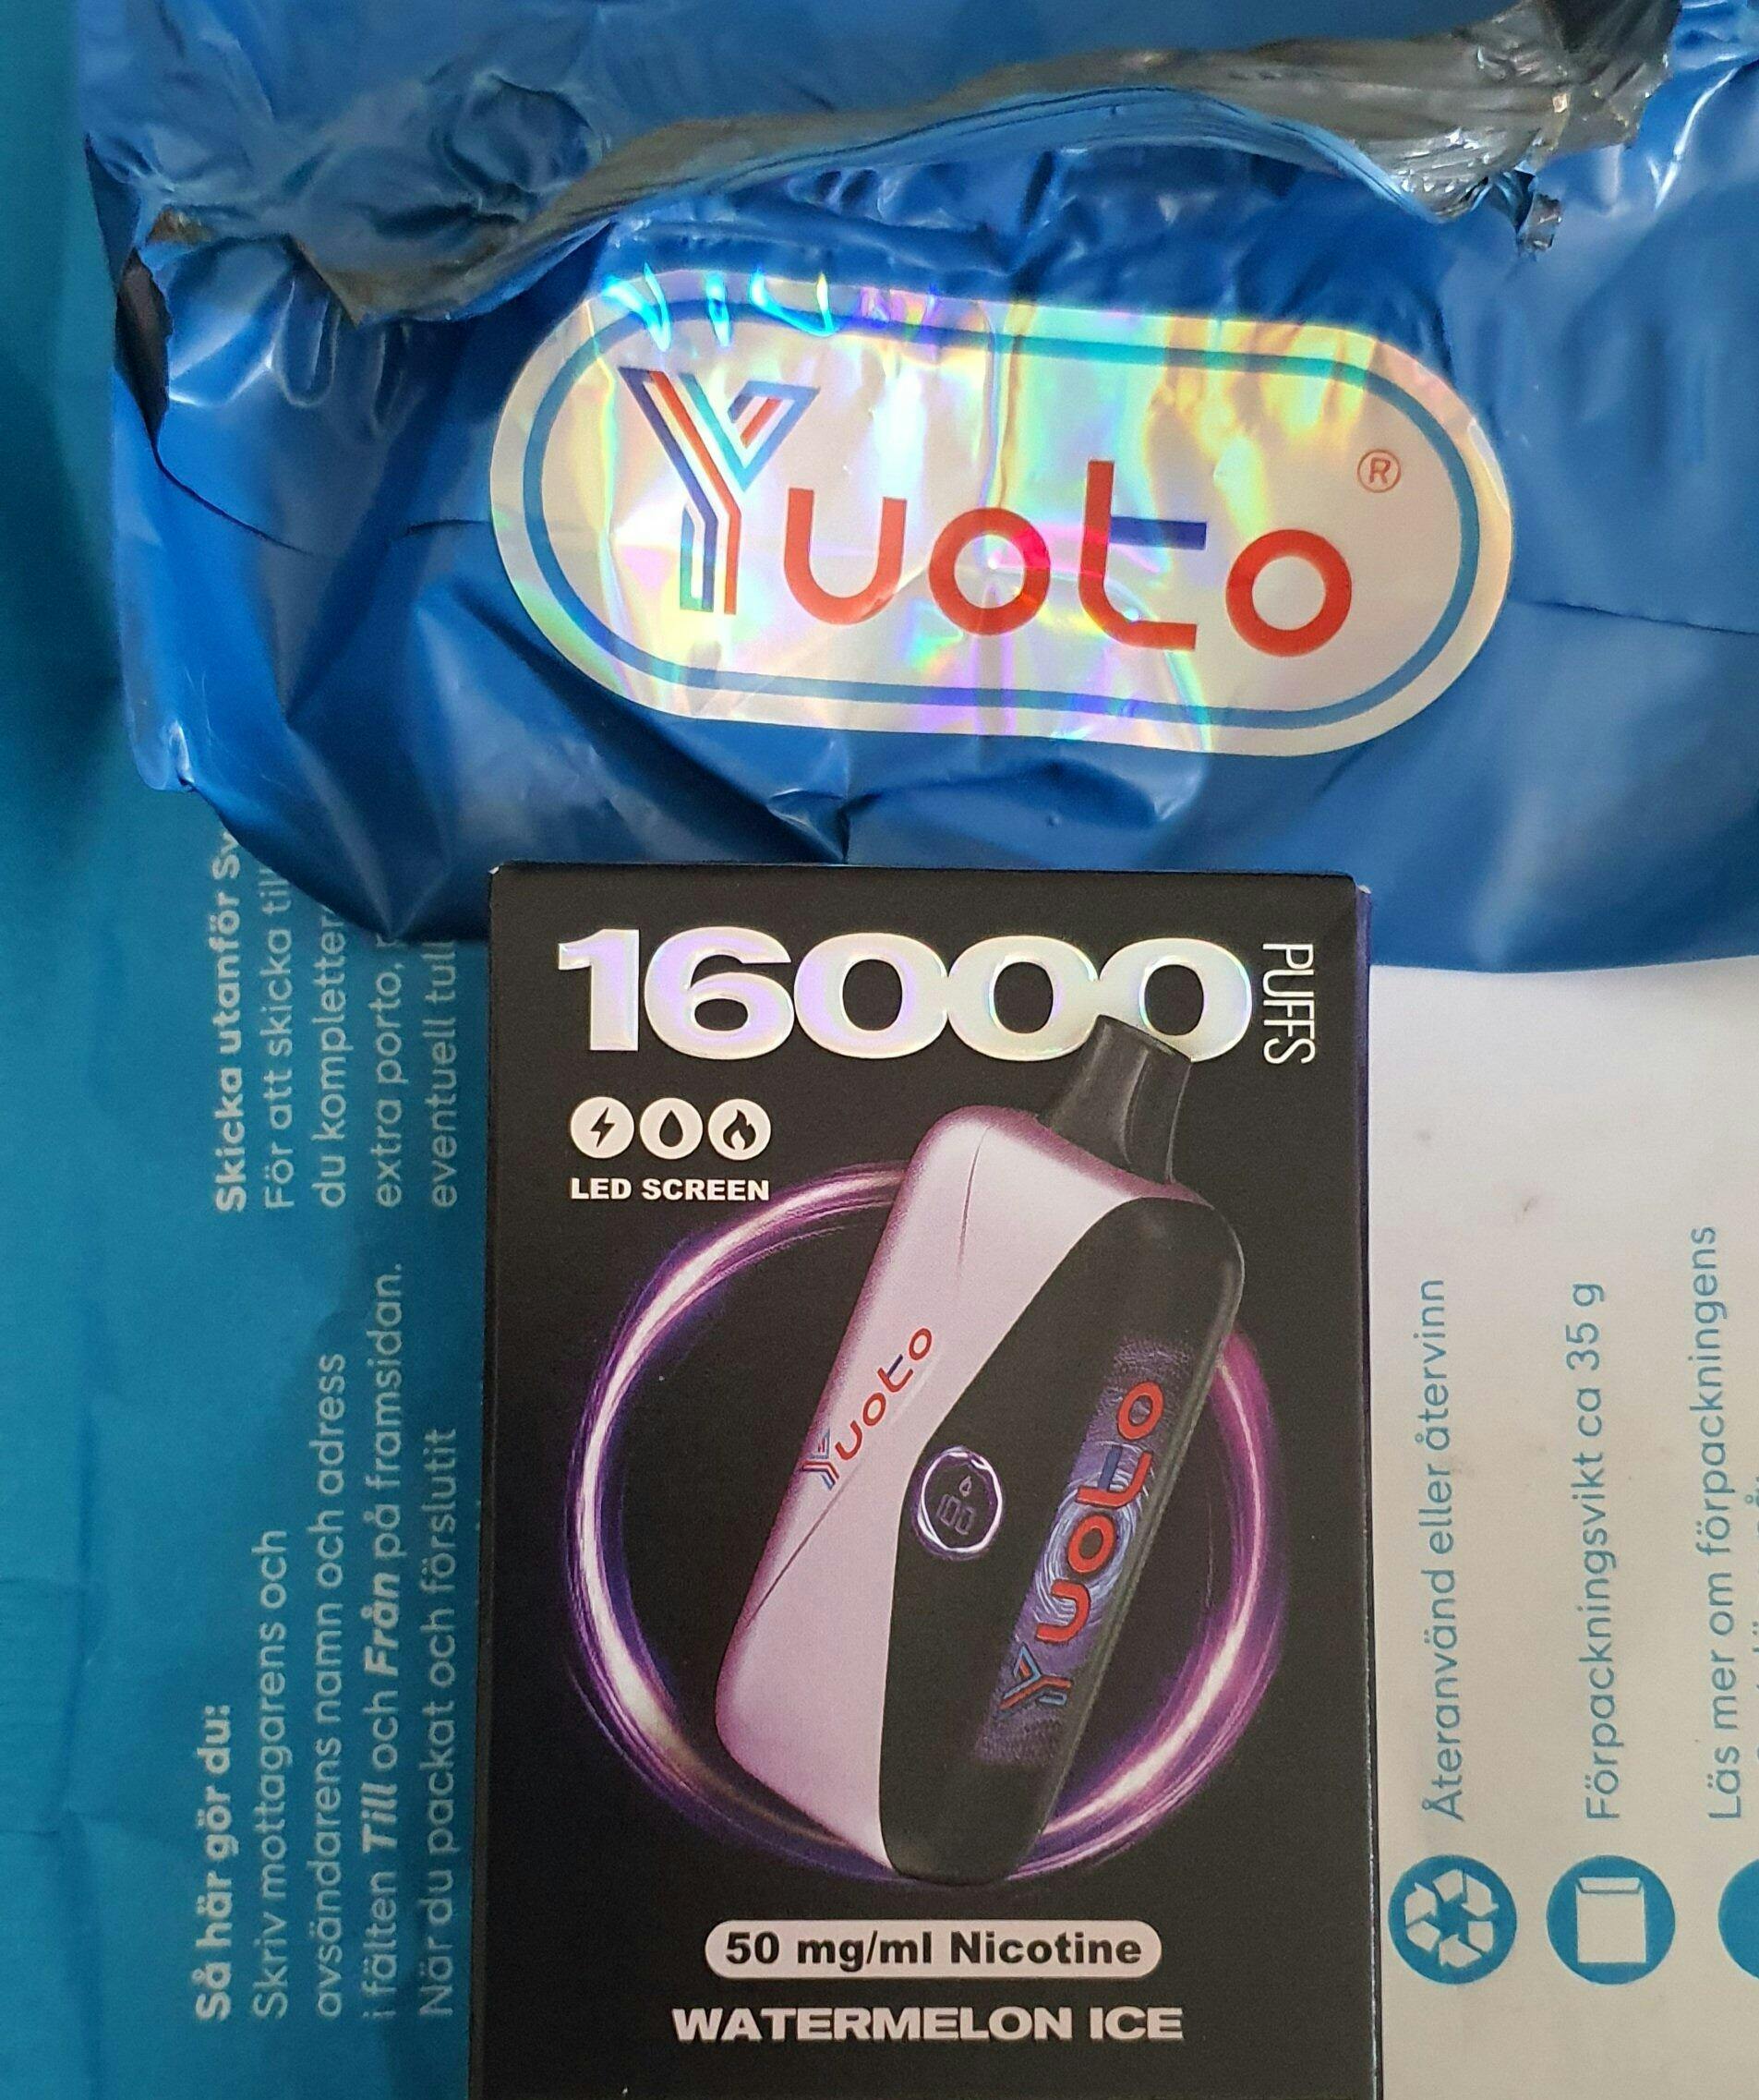 Yuoto®
16000 PUFFS
LED SCREEN
Yuoto
100
Yuoto
50 mg/ml Nicotine
WATERMELON ICE
Så här gör du:
Skriv mottagarens och
avsändarens namn och adress
i fälten Till och Från på framsidan.
När du packat och förslutit
Skicka utanför
För att skicka
du
extra porto,
eventuell
Återanvänd eller återvinn
Förpackningsvikt ca 35 g
Läs mer om förpackningens